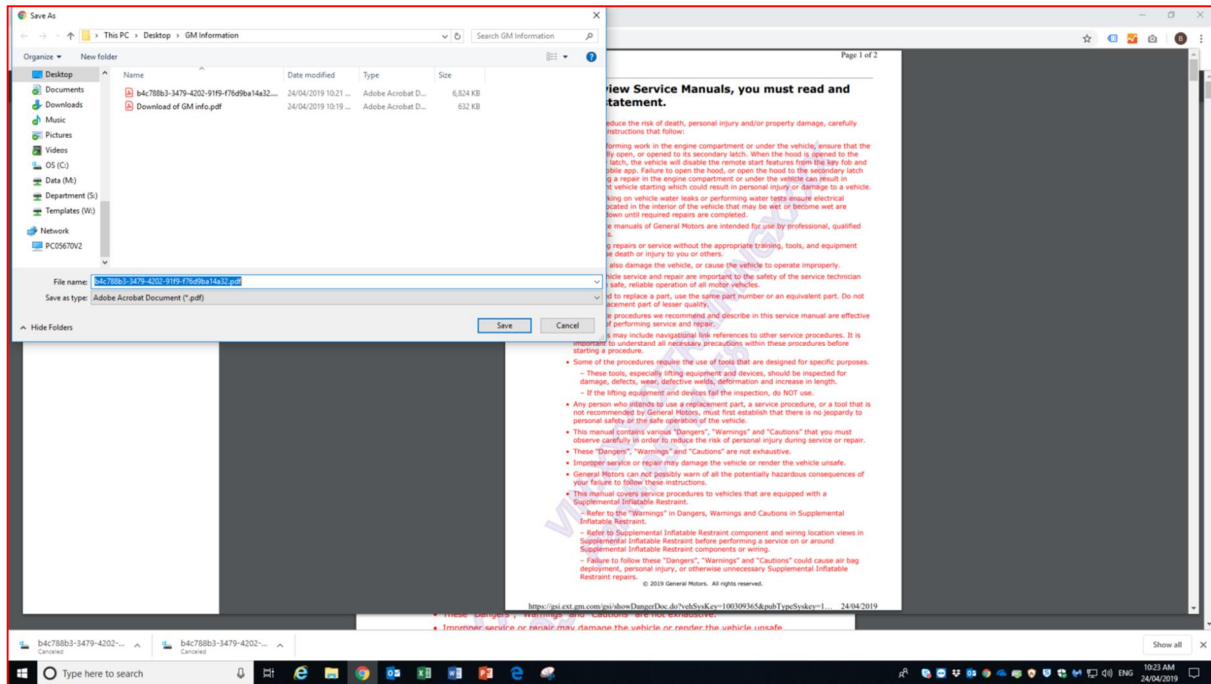 Save As
This PC > Desktop > GM Information
Search GM Information
Organize
New folder
Name
Date modified
Type
Size
Desktop
Documents
Downloads
Music
Pictures
Videos
OS (C:)
Data (M:)
Department (S:)
Templates (W:)
Network
PC05670V2
b4c788b3-3479-4202-91f9-f76d9ba14a32....
24/04/2019 10:21 ...
Adobe Acrobat D...
6,824 KB
Download of GM info.pdf
24/04/2019 10:19 ...
Adobe Acrobat D...
632 KB
File name: b4c788b3-3479-4202-91f9-f76d9ba14a32.pdf
Save as type: Adobe Acrobat Document (*.pdf)
Hide Folders
Save
Cancel
Page 1 of 2
iew Service Manuals, you must read and
statement.
educe the risk of death, personal injury and/or property damage, carefully
nstructions that follow:
forming work in the engine compartment or under the vehicle, ensure that the
ly open, or opened to its secondary latch. When the hood is opened to the
latch, the vehicle will disable the remote start features from the key fob and
obile app. Failure to open the hood, or open the hood to the secondary latch
g a repair in the engine compartment or under the vehicle can result in
nt vehicle starting which could result in personal injury or damage to a vehicle.
king on vehicle water leaks or performing water tests ensure electrical
ocated in the interior of the vehicle that may be wet or become wet are
down until required repairs are completed.
e manuals of General Motors are intended for use by professional, qualified
s.
g repairs or service without the appropriate training, tools, and equipment
se death or injury to you or others.
also damage the vehicle, or cause the vehicle to operate improperly.
hicle service and repair are important to the safety of the service technician
safe, reliable operation of all motor vehicles.
ed to replace a part, use the same part number or an equivalent part. Do not
acement part of lesser quality.
ce procedures we recommend and describe in this service manual are effective
of performing service and repair.
s may include navigational link references to other service procedures. It is
important to understand all necessary precautions within these procedures before
starting a procedure.
• Some of the procedures require the use of tools that are designed for specific purposes.
– These tools, especially lifting equipment and devices, should be inspected for
damage, defects, wear, defective welds, deformation and increase in length.
– If the lifting equipment and devices fail the inspection, do NOT use.
• Any person who intends to use a replacement part, a service procedure, or a tool that is
not recommended by General Motors, must first establish that there is no jeopardy to
personal safety or the safe operation of the vehicle.
• This manual contains various "Dangers", "Warnings" and "Cautions" that you must
observe carefully in order to reduce the risk of personal injury during service or repair.
• These "Dangers", "Warnings" and "Cautions" are not exhaustive.
• Improper service or repair may damage the vehicle or render the vehicle unsafe.
• General Motors can not possibly warn of all the potentially hazardous consequences of
your failure to follow these instructions.
• This manual covers service procedures to vehicles that are equipped with a
Supplemental Inflatable Restraint.
– Refer to the "Warnings" in Dangers, Warnings and Cautions in Supplemental
Inflatable Restraint.
– Refer to Supplemental Inflatable Restraint component and wiring location views in
Supplemental Inflatable Restraint before performing a service on or around
Supplemental Inflatable Restraint components or wiring.
– Failure to follow these "Dangers", "Warnings" and "Cautions" could cause air bag
deployment, personal injury, or otherwise unnecessary Supplemental Inflatable
Restraint repairs.
© 2019 General Motors. All rights reserved.
https://gsi.ext.gm.com/gsi/showDangerDoc.do?vehSysKey=100309365&pubTypeSyskey=1... 24/04/2019
• These "Dangers", "Warnings" and "Cautions" are not exhaustive.
• Improper service or repair may damage the vehicle or render the vehicle unsafe.
b4c788b3-3479-4202-...
Canceled
b4c788b3-3479-4202-...
Canceled
Show all
Type here to search
ENG
10:23 AM
24/04/2019